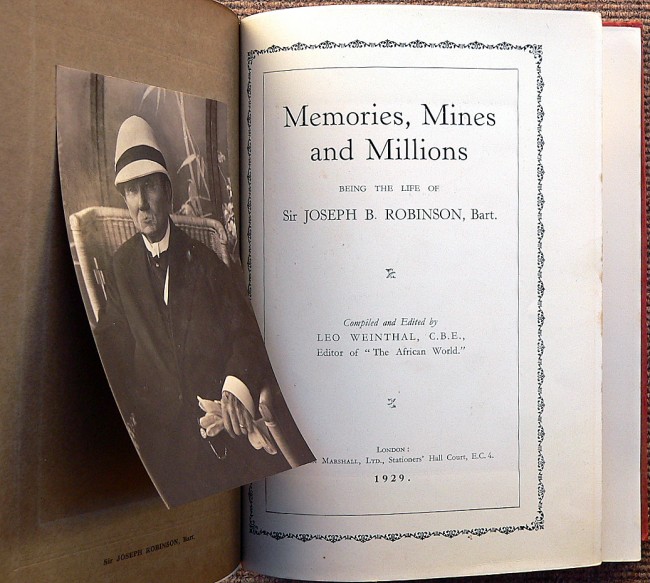 Memories, Mines
and Millions
BEING THE LIFE OF
Sir JOSEPH B. ROBINSON, Bart.
Compiled and Edited by
LEO WEINTHAL, C.B.E.,
Editor of "The African World."
LONDON:
MARSHALL, LTD., STATIONERS' HALL COURT, E.C. 4.
1929.
Sir JOSEPH ROBINSON, Bart.